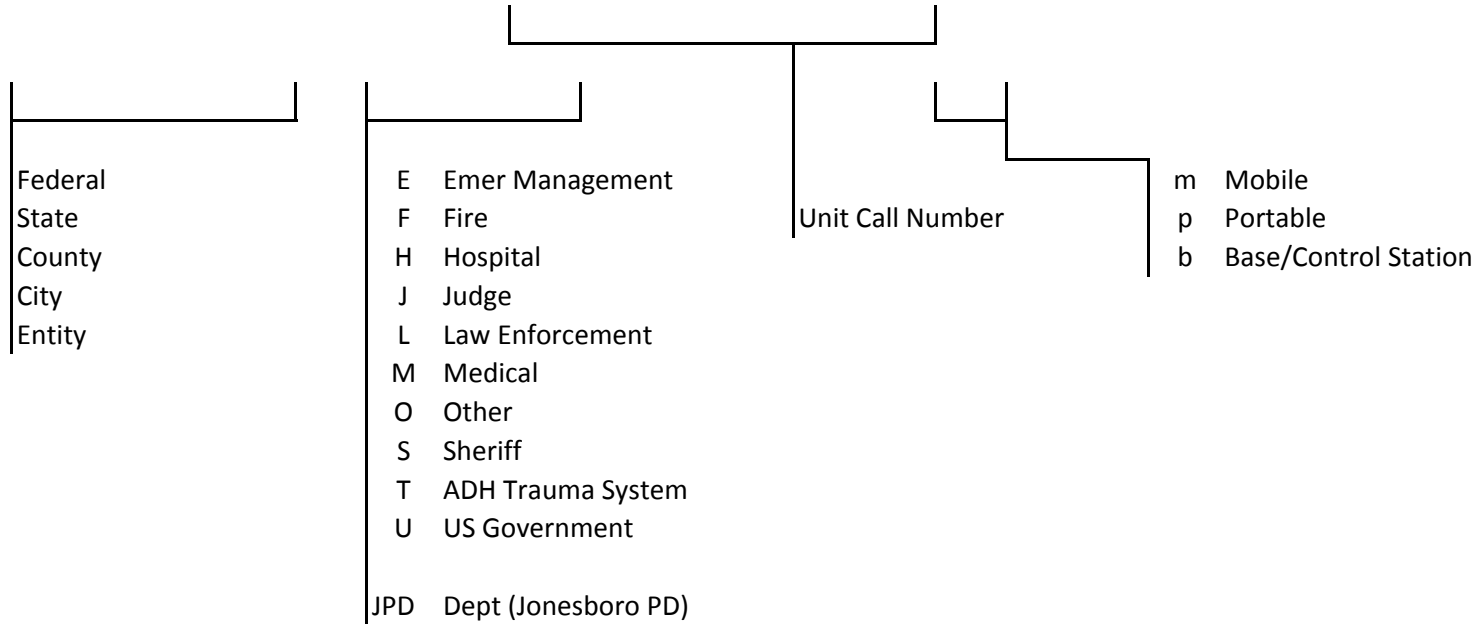 Federal E Emer Management m Mobile
State F Fire Unit Call Number p Portable
County H Hospital b Base/Control Station
City J Judge
Entity L Law Enforcement
M Medical
O Other
S Sheriff
T ADH Trauma System
U US Government
JPD Dept (Jonesboro PD)